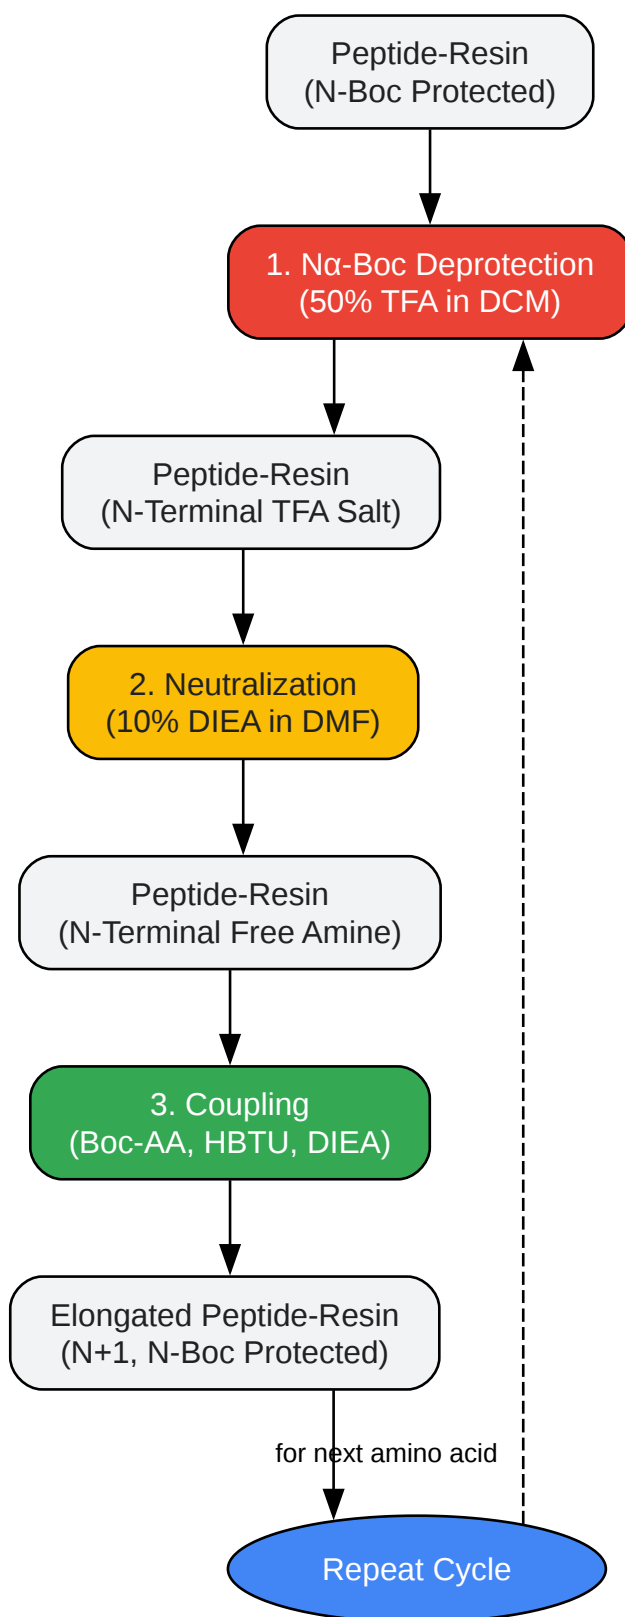 Peptide-Resin
(N-Boc Protected)
1. Nα-Boc Deprotection
(50% TFA in DCM)
Peptide-Resin
(N-Terminal TFA Salt)
2. Neutralization
(10% DIEA in DMF)
Peptide-Resin
(N-Terminal Free Amine)
3. Coupling
(Boc-AA, HBTU, DIEA)
Elongated Peptide-Resin
(N+1, N-Boc Protected)
for next amino acid
Repeat Cycle